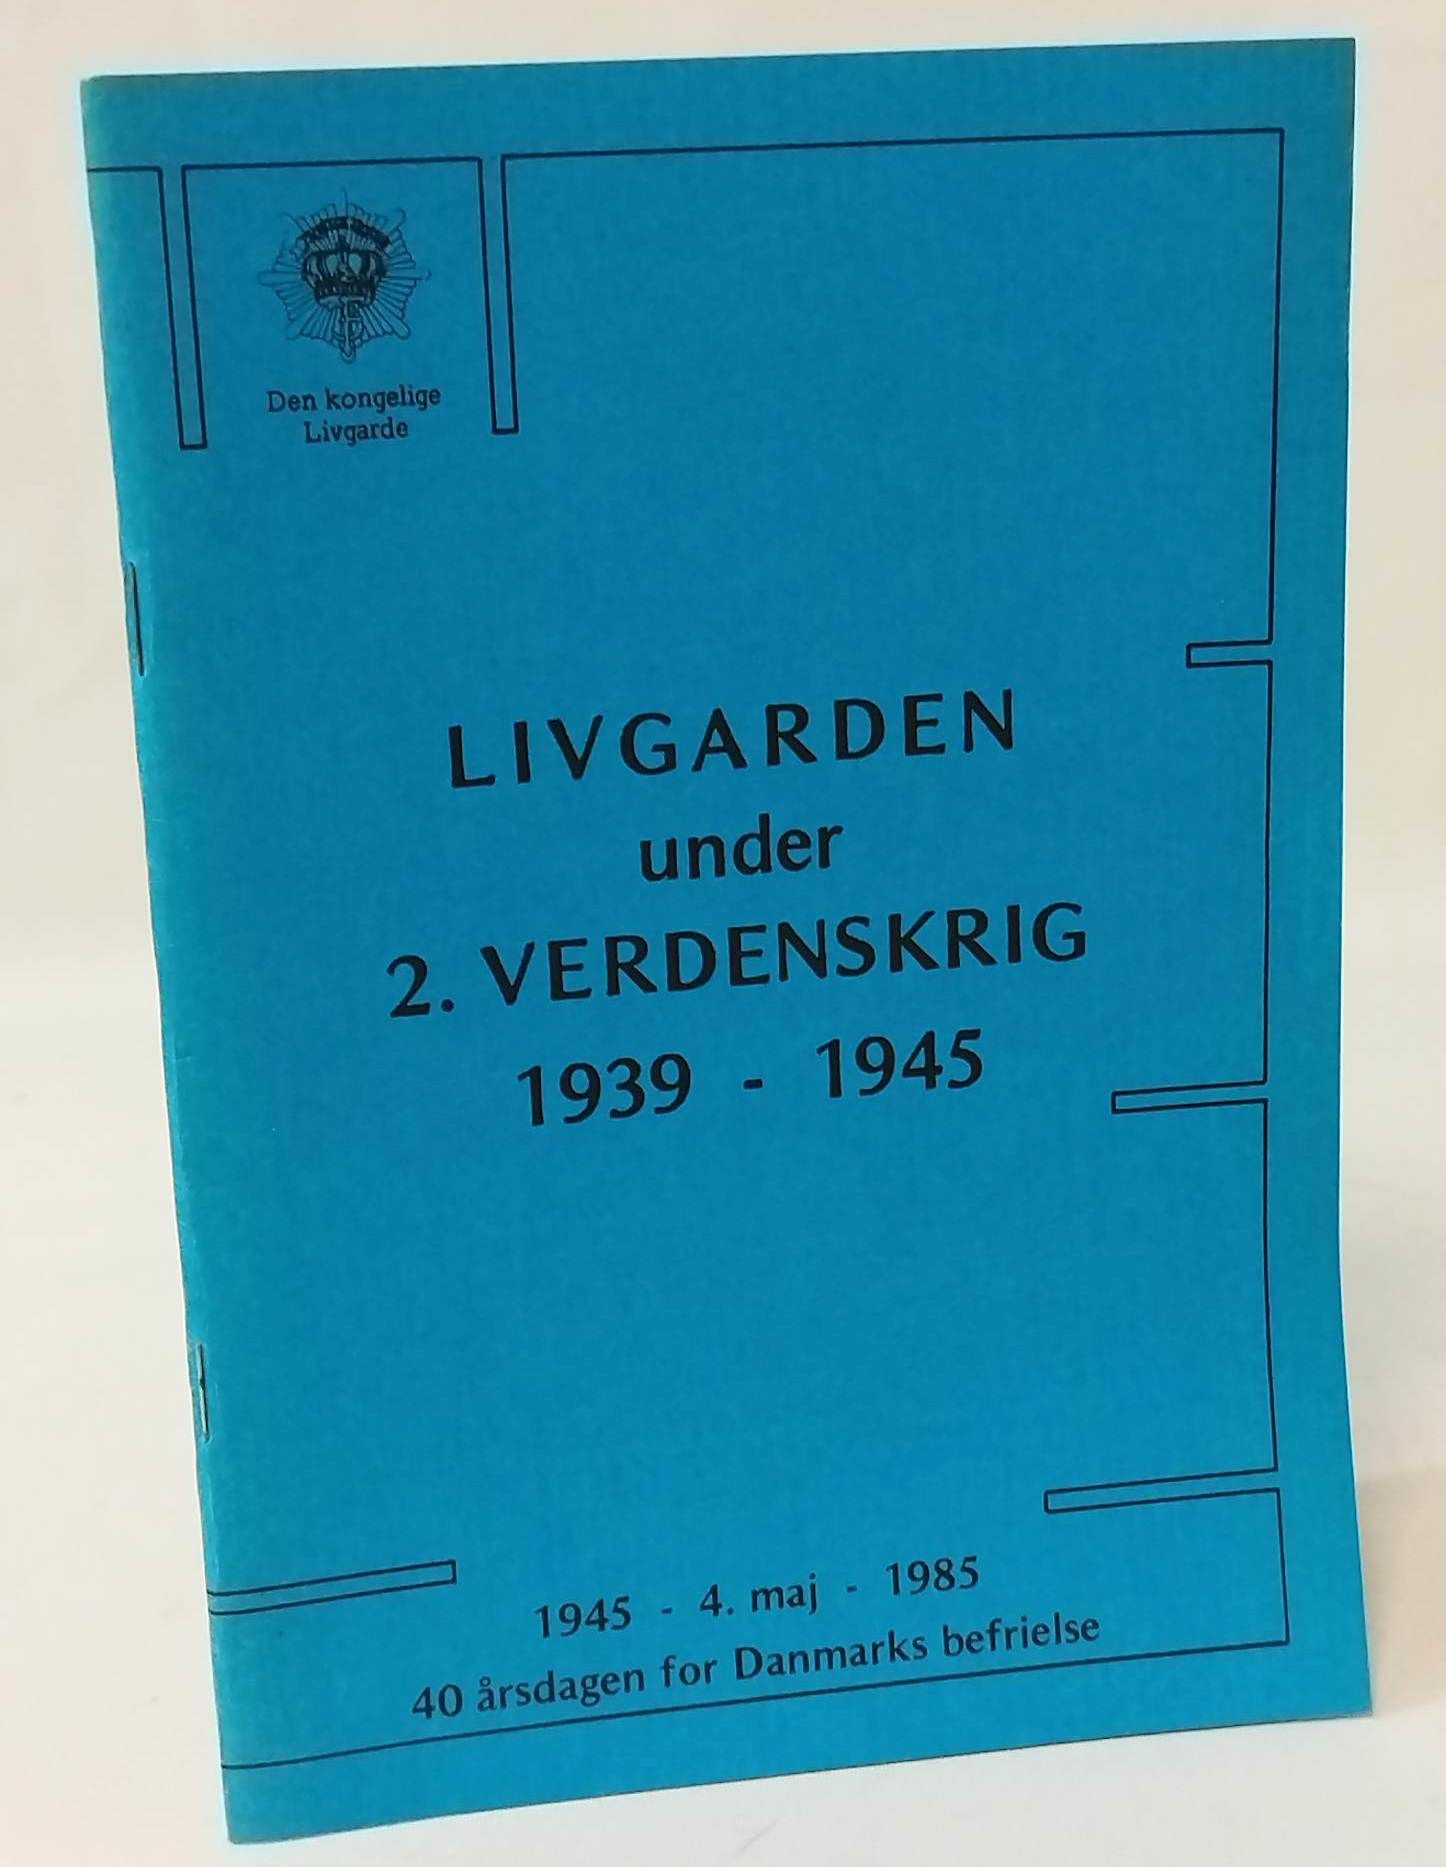 Den kongelige
Livgarde
LIVGARDEN
under
2. VERDENSKRIG
1939 - 1945
1945 - 4. maj - 1985
40 årsdagen for Danmarks befrielse